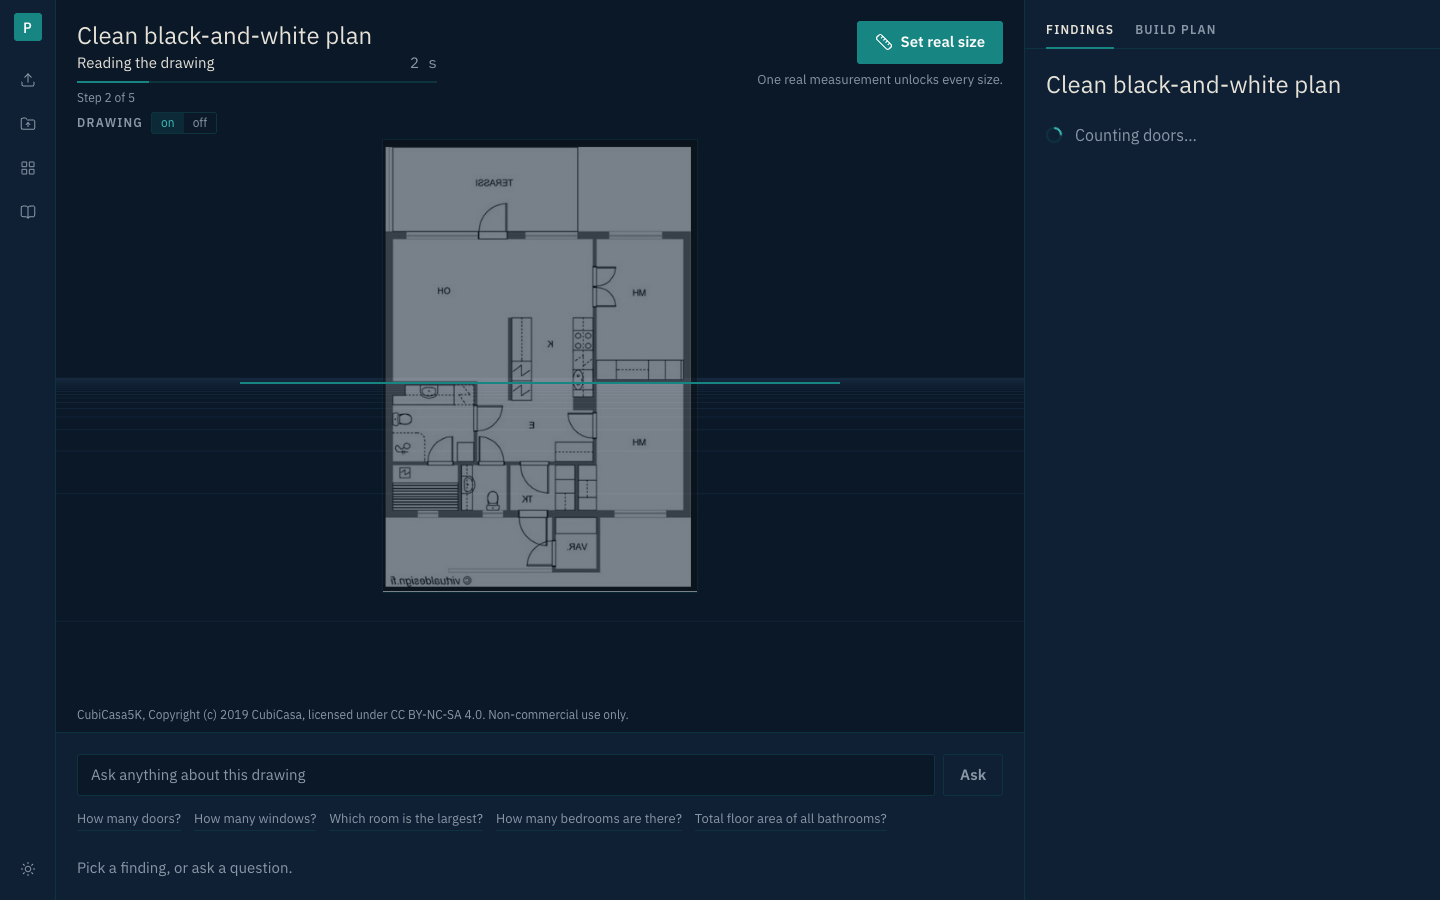 P
Clean black-and-white plan
Reading the drawing
2 s
Step 2 of 5
DRAWING on off
Set real size
One real measurement unlocks every size.
TERASSI
OH
MH
K
E
MH
TK
VAR.
© virtualdesign.fi
CubiCasa5K, Copyright (c) 2019 CubiCasa, licensed under CC BY-NC-SA 4.0. Non-commercial use only.
Ask anything about this drawing
Ask
How many doors? How many windows? Which room is the largest? How many bedrooms are there? Total floor area of all bathrooms?
Pick a finding, or ask a question.
FINDINGS BUILD PLAN
Clean black-and-white plan
Counting doors...